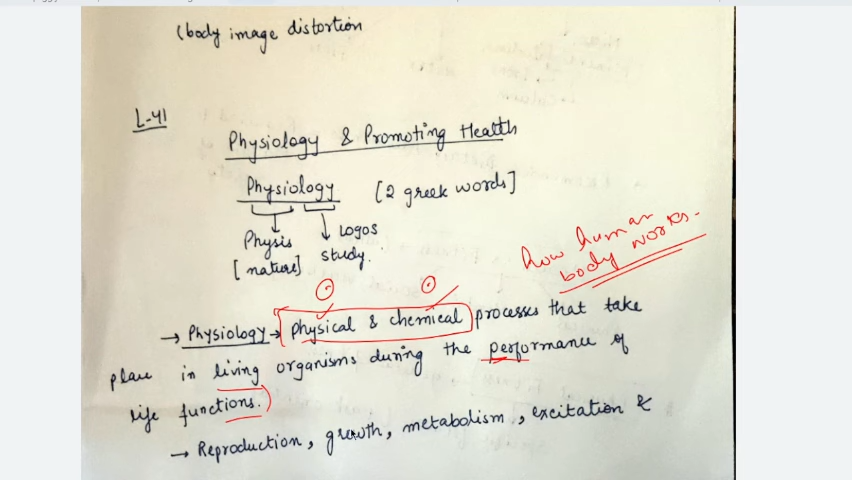 (body image distortion
L-41
Physiology & Promoting Health
Physiology [2 greek words]
Physis Logos
[nature] study.
how human
body works.
→ Physiology → Physical & chemical processes that take
place in living organisms during the performance of
life functions.)
→ Reproduction, growth, metabolism, excitation &